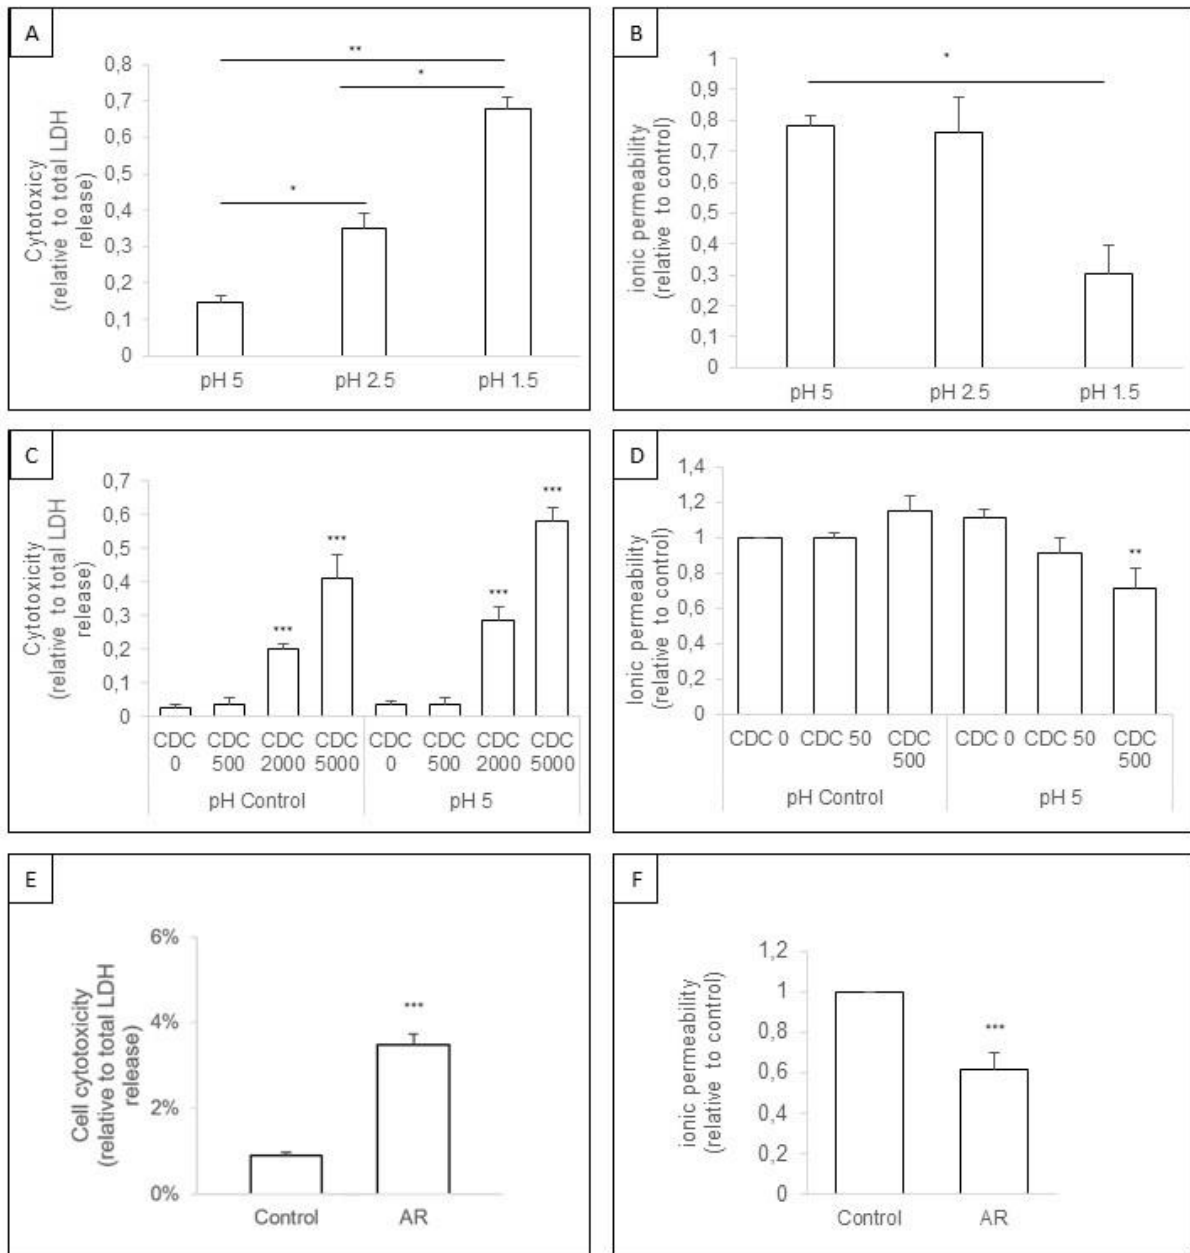 A
Cytotoxicy
(relative to total LDH
release)
0,8
0,7
0,6
0,5
0,4
0,3
0,2
0,1
0
**
*
*
pH 5 pH 2.5 pH 1.5
B
ionic permeability
(relative to control)
1
0,9
0,8
0,7
0,6
0,5
0,4
0,3
0,2
0,1
0
*
pH 5 pH 2.5 pH 1.5
C
Cytotoxicity
(relative to total LDH
release)
0,7
0,6
0,5
0,4
0,3
0,2
0,1
0
*** *** *** ***
CDC CDC CDC CDC CDC CDC CDC CDC
0 500 2000 5000 0 500 2000 5000
pH Control pH 5
D
Ionic permeability
(relative to control)
1,4
1,2
1
0,8
0,6
0,4
0,2
0
**
CDC 0 CDC 50 CDC CDC 0 CDC 50 CDC
500 500
pH Control pH 5
E
Cell cytotoxicity
(relative to total LDH
release)
6%
4%
2%
0%
***
Control AR
F
ionic permeability
(relative to control)
1,2
1
0,8
0,6
0,4
0,2
0
***
Control AR